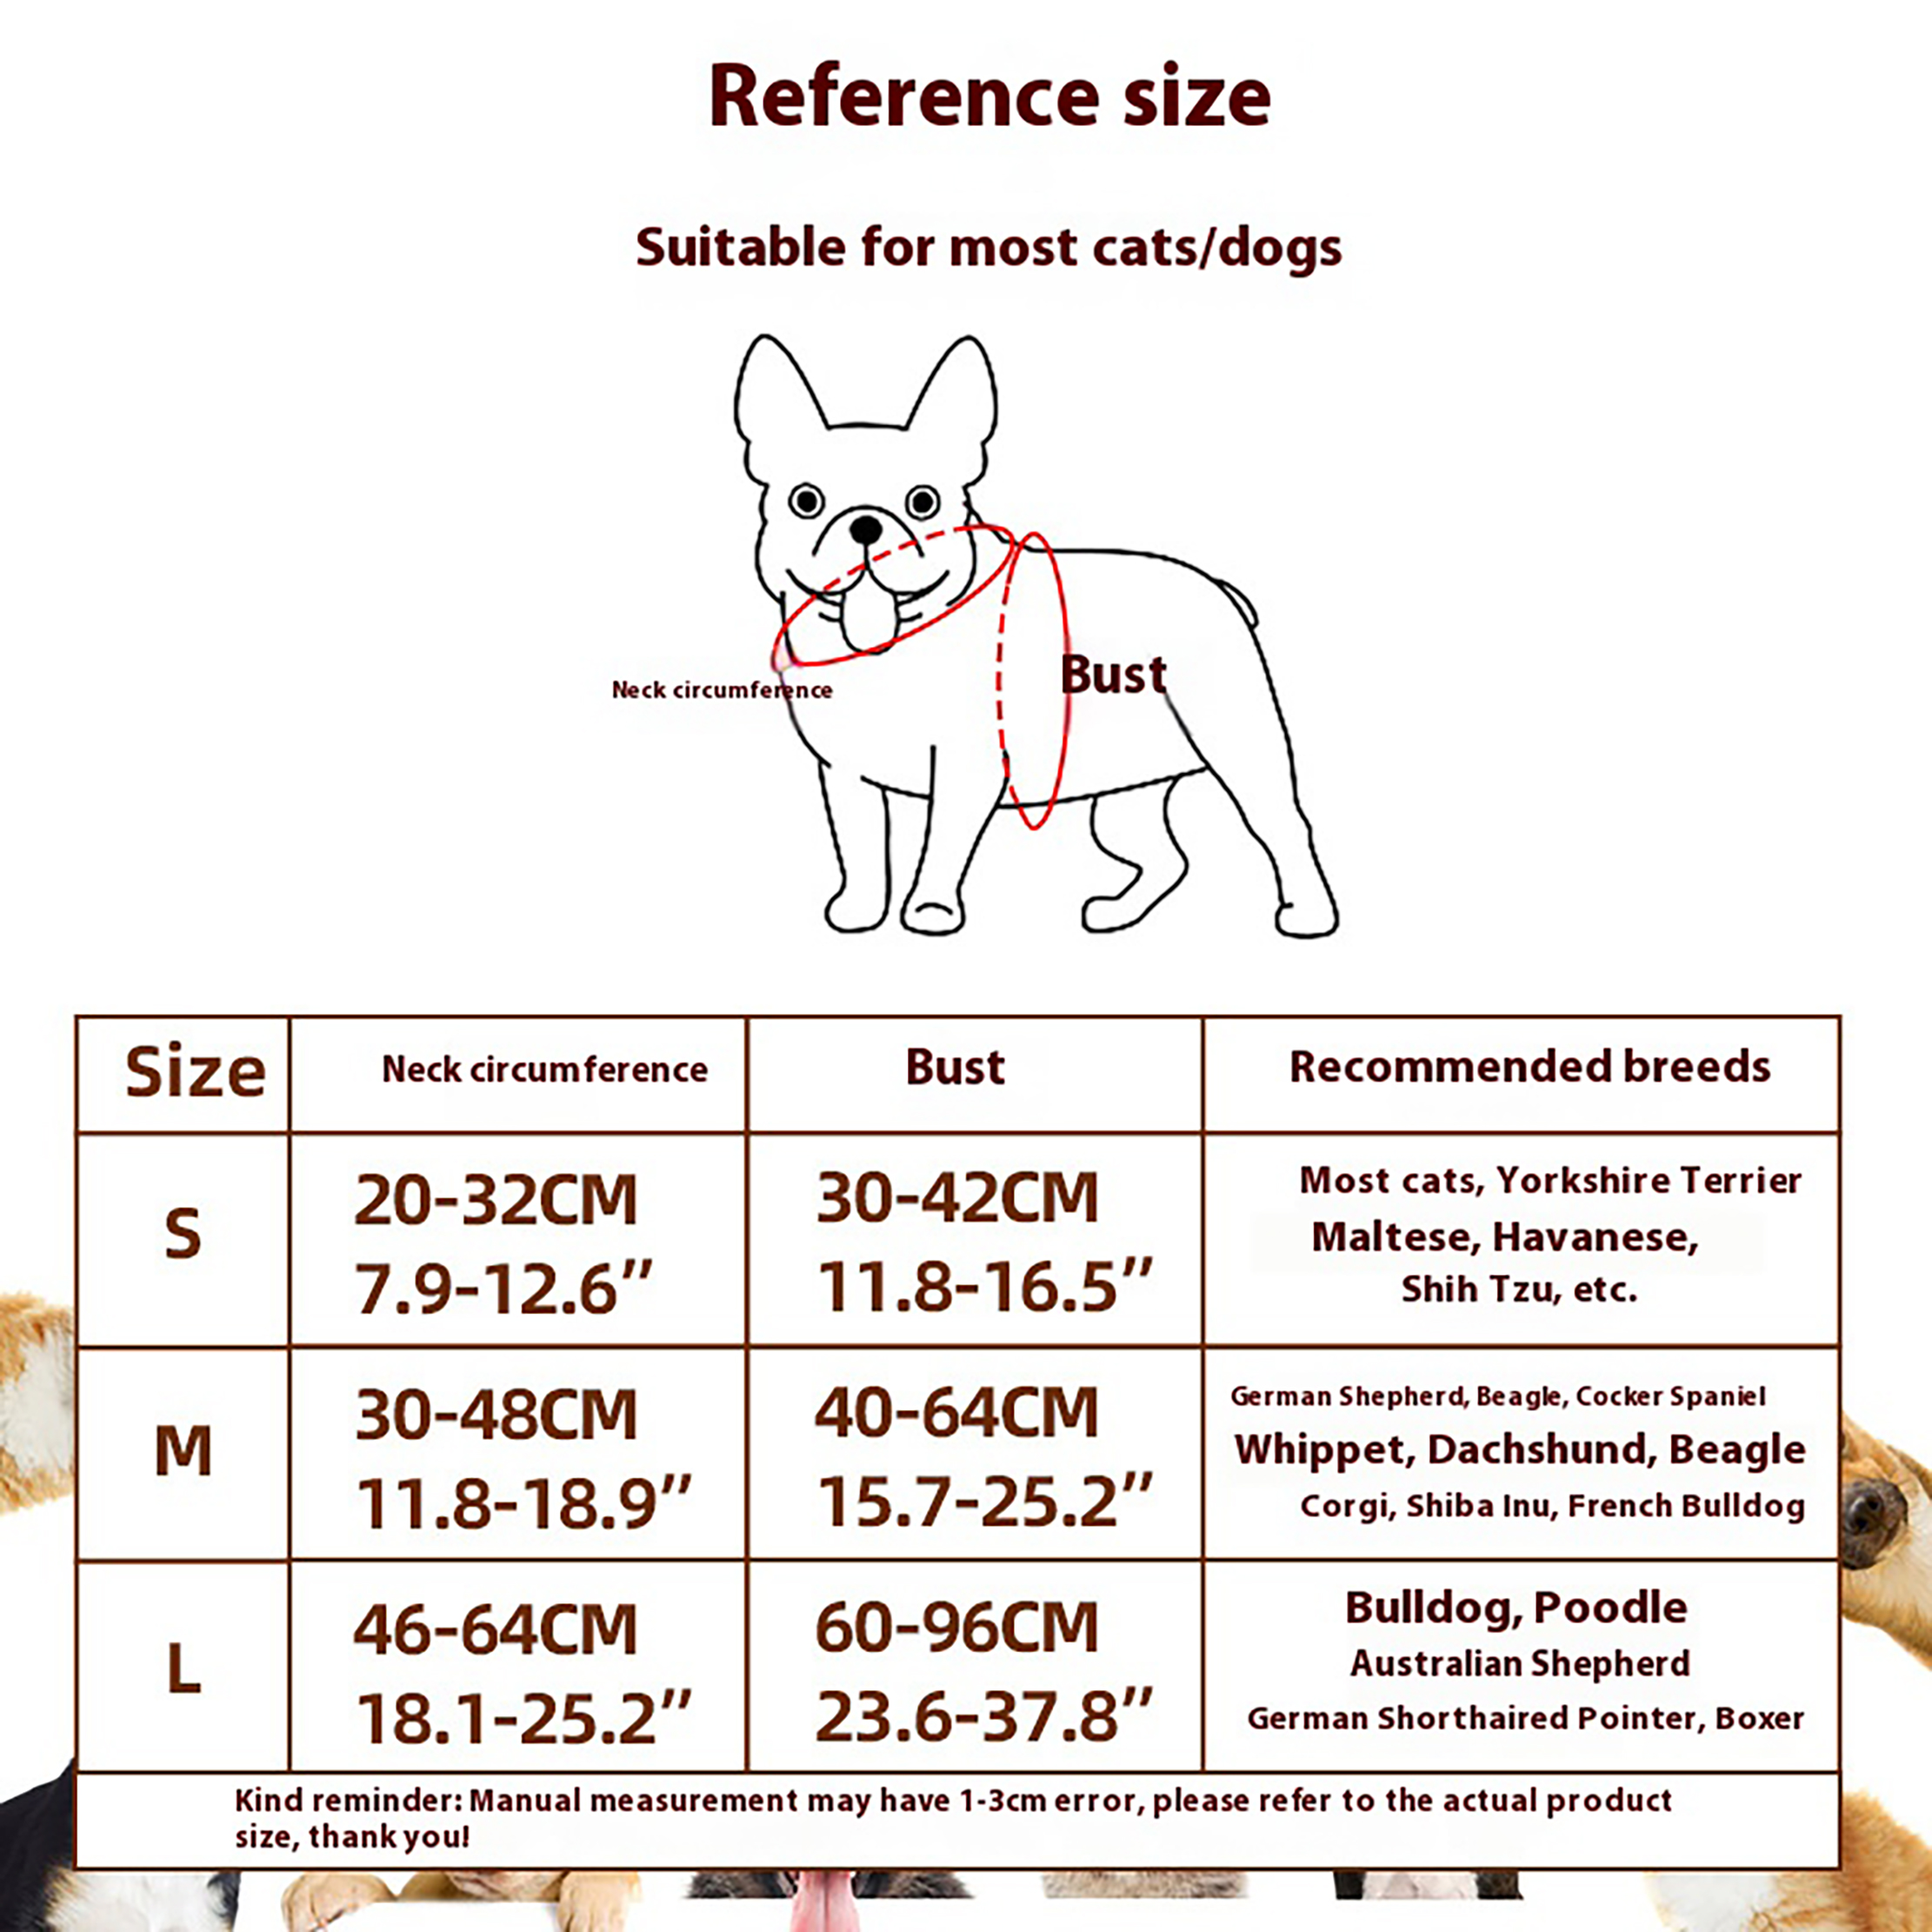 Reference size
Suitable for most cats/dogs
Neck circumference
Bust
Size
Neck circumference
Bust
Recommended breeds
S
20-32CM
7.9-12.6’’
30-42CM
11.8-16.5’’
Most cats, Yorkshire Terrier
Maltese, Havanese,
Shih Tzu, etc.
M
30-48CM
11.8-18.9’’
40-64CM
15.7-25.2’’
German Shepherd, Beagle, Cocker Spaniel
Whippet, Dachshund, Beagle
Corgi, Shiba Inu, French Bulldog
L
46-64CM
18.1-25.2’’
60-96CM
23.6-37.8’’
Bulldog, Poodle
Australian Shepherd
German Shorthaired Pointer, Boxer
Kind reminder: Manual measurement may have 1-3cm error, please refer to the actual product
size, thank you!